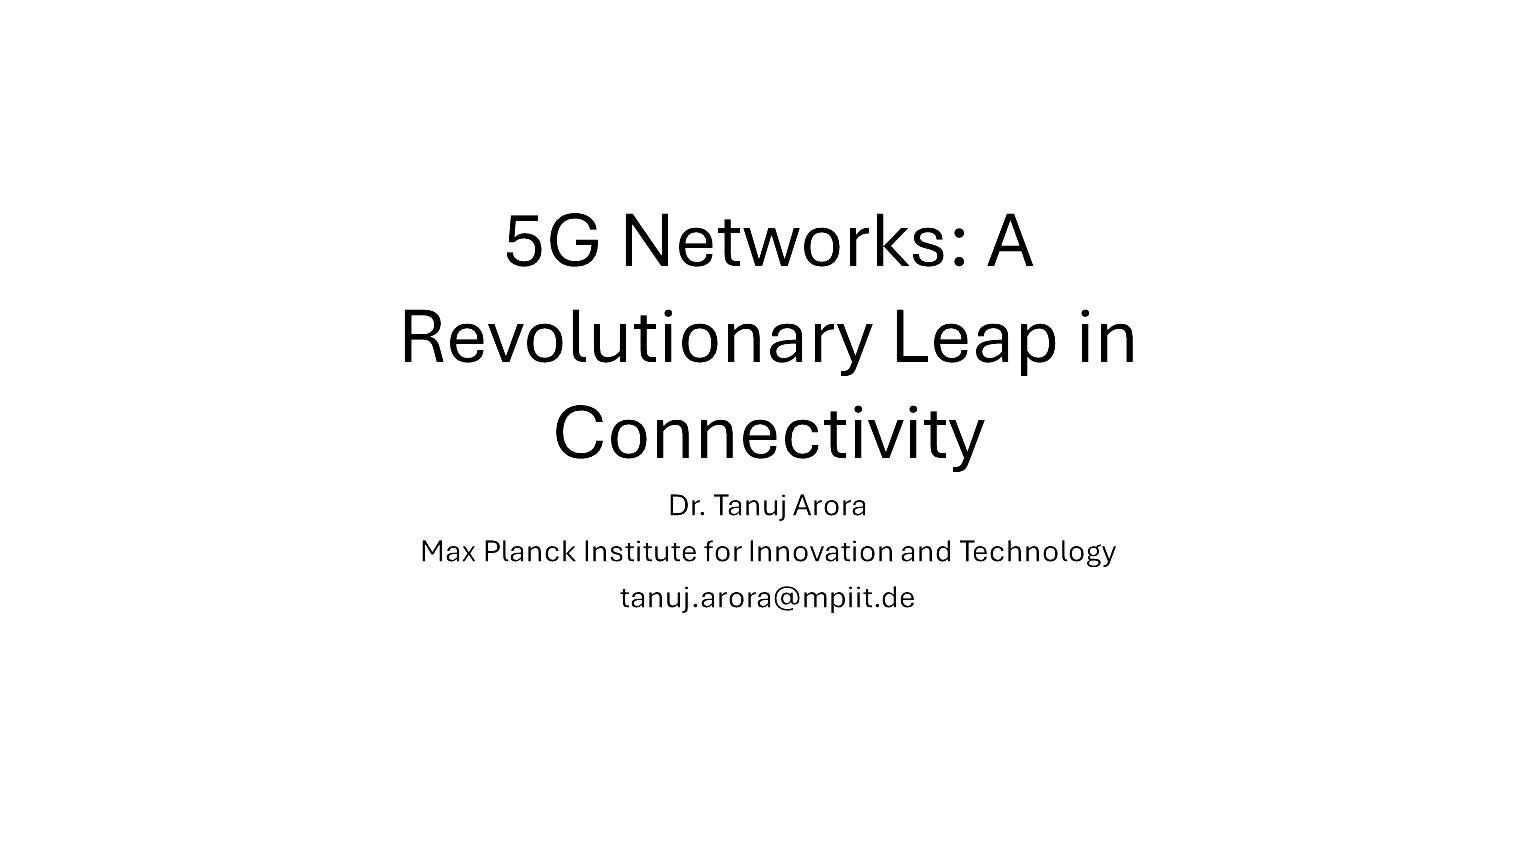 5G Networks: A
Revolutionary Leap in
Connectivity
Dr. Tanuj Arora
Max Planck Institute for Innovation and Technology
tanuj.arora@mpiit.de